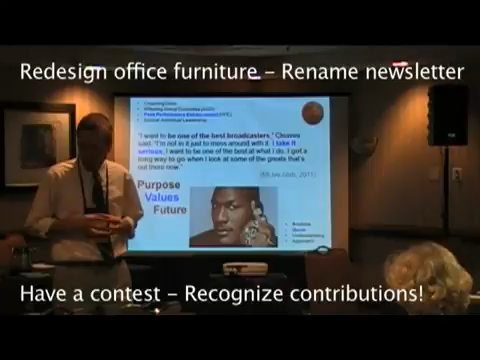 Redesign office furniture – Rename newsletter
"I want to be one of the best broadcasters," Cleaves
said. "I'm not in it just to mess around with it. I take it
serious. I want to be one of the best at what I do. I got a
long way to go when I look at some of the greats that's
out there now."
Purpose
Values
Future
Have a contest – Recognize contributions!